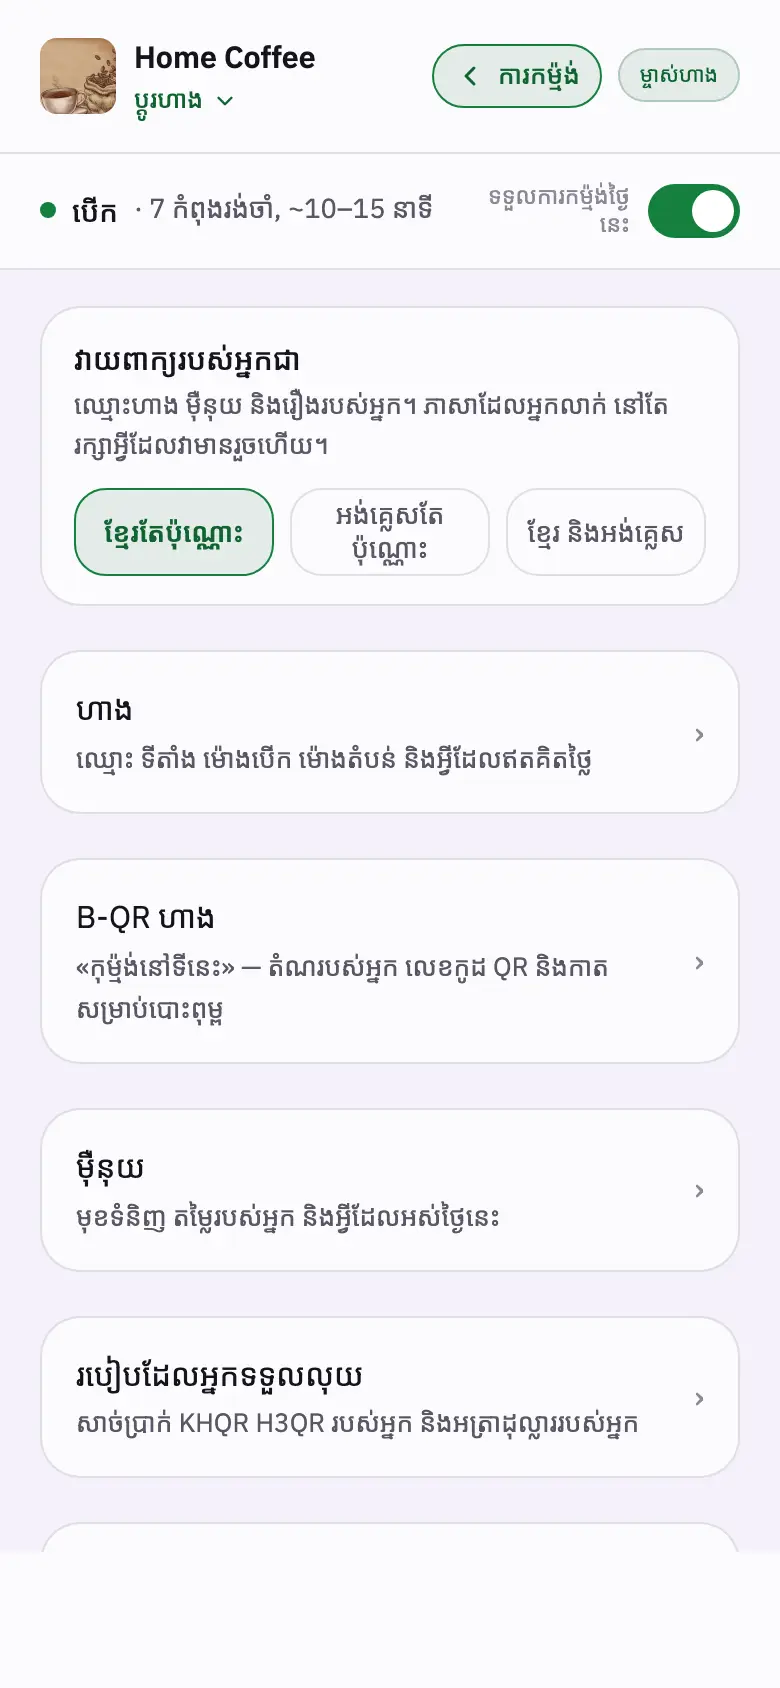 Home Coffee
ប្ដូរហាង
ការកម្ម៉ង់
ម្ចាស់ហាង
បើក · 7 កំពុងរង់ចាំ, ~10–15 នាទី
ទទួលការកម្ម៉ង់ថ្ងៃ
នេះ
វាយពាក្យរបស់អ្នកជា
ឈ្មោះហាង ម៉ឺនុយ និងរឿងរបស់អ្នក។ ភាសាដែលអ្នកលាក់ នៅតែ
រក្សាអ្វីដែលវាមានរួចហើយ។
ខ្មែរតែប៉ុណ្ណោះ
អង់គ្លេសតែ
ប៉ុណ្ណោះ
ខ្មែរ និងអង់គ្លេស
ហាង
ឈ្មោះ ទីតាំង ម៉ោងបើក ម៉ោងតំបន់ និងអ្វីដែលឥតគិតថ្លៃ
B-QR ហាង
«កុម្ម៉ង់នៅទីនេះ» — តំណរបស់អ្នក លេខកូដ QR និងកាត
សម្រាប់បោះពុម្ព
ម៉ឺនុយ
មុខទំនិញ តម្លៃរបស់អ្នក និងអ្វីដែលអស់ថ្ងៃនេះ
របៀបដែលអ្នកទទួលលុយ
សាច់ប្រាក់ KHQR H3QR របស់អ្នក និងអត្រាដុល្លាររបស់អ្នក